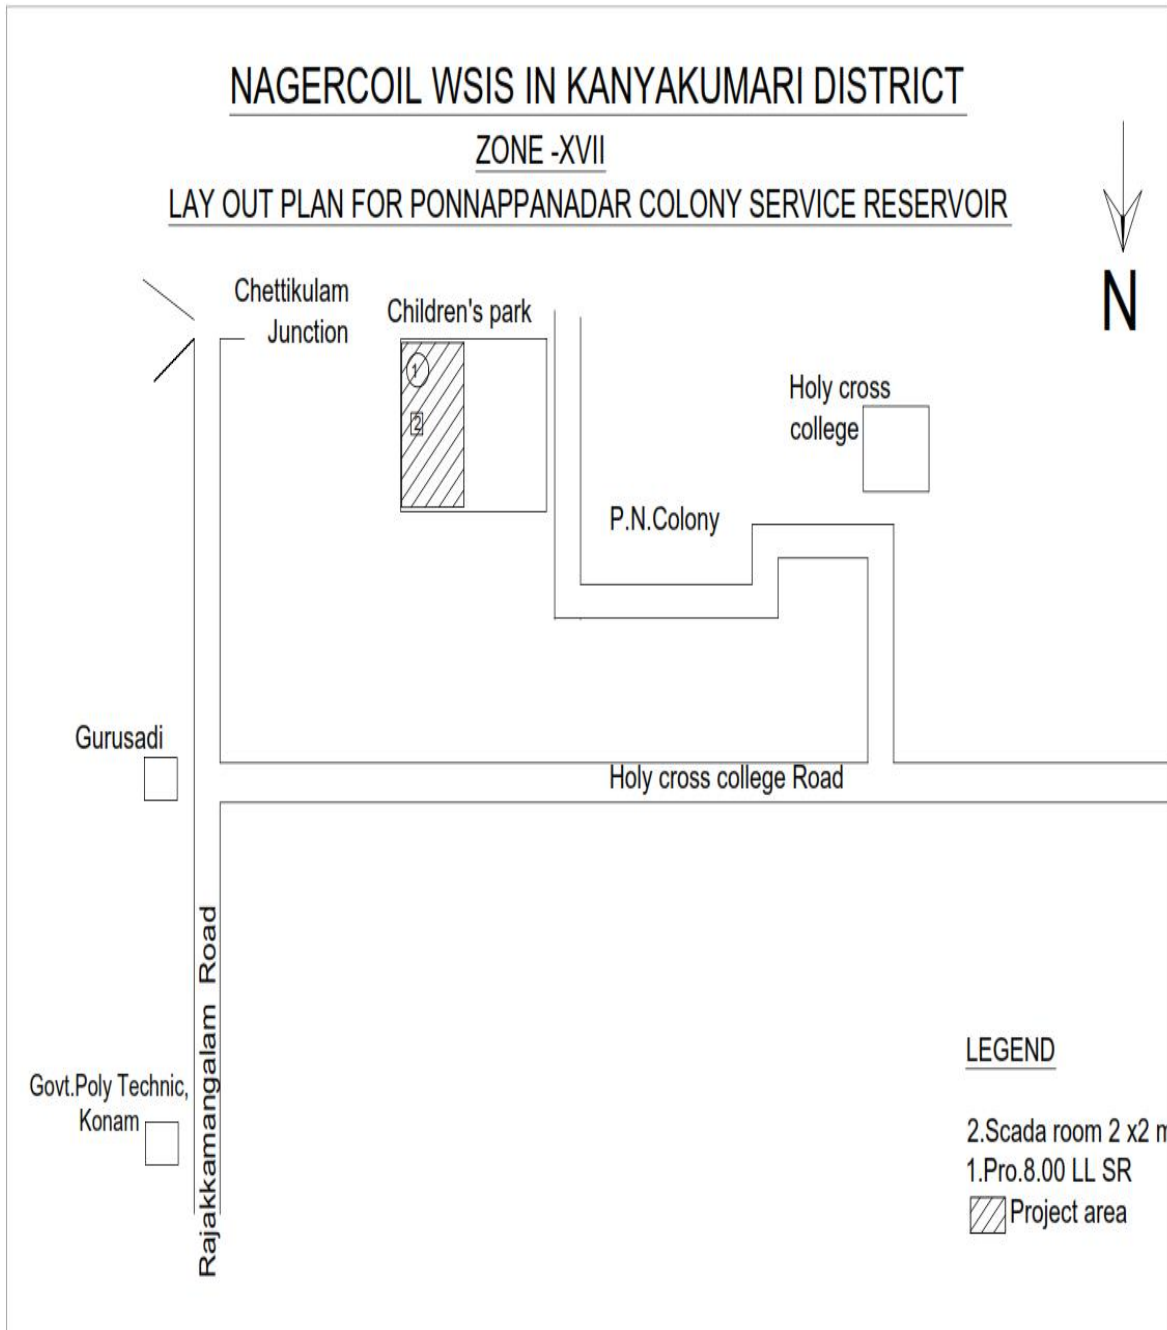 NAGERCOIL WSIS IN KANYAKUMARI DISTRICT
ZONE -XVII
LAY OUT PLAN FOR PONNAPPANADAR COLONY SERVICE RESERVOIR
N
Chettikulam
Junction
Children's park
1
2
Holy cross
college
P.N.Colony
Gurusadi
Holy cross college Road
Rajakkamangalam Road
Govt.Poly Technic,
Konam
LEGEND
2.Scada room 2 x2 m
1.Pro.8.00 LL SR
Project area